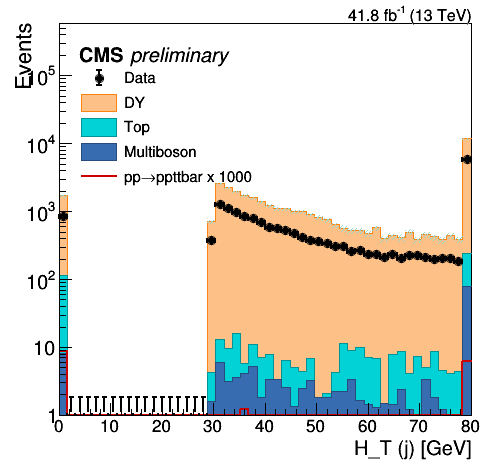 41.8 fb⁻¹ (13 TeV)
Events
CMS preliminary
Data
DY
Top
Multiboson
pp→ppttbar x 1000
10⁵
10⁴
10³
10²
10
1
0 10 20 30 40 50 60 70 80
H_T (j) [GeV]